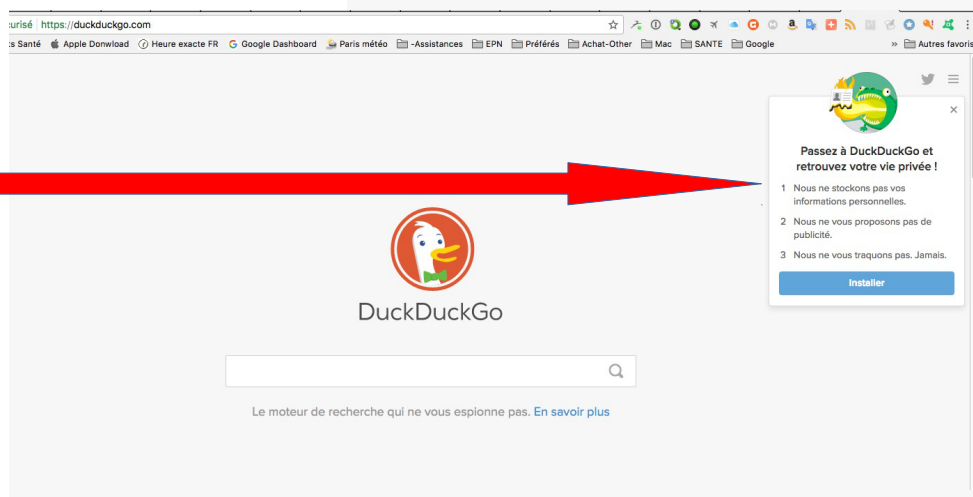 curisé https://duckduckgo.com
s Santé Apple Donwload Heure exacte FR Google Dashboard Paris météo -Assistances EPN Préférés Achat-Other Mac SANTE Google » Autres favoris
×
Passez à DuckDuckGo et
retrouvez votre vie privée !
1 Nous ne stockons pas vos
informations personnelles.
2 Nous ne vous proposons pas de
publicité.
3 Nous ne vous traquons pas. Jamais.
Installer
DuckDuckGo
Le moteur de recherche qui ne vous espionne pas. En savoir plus